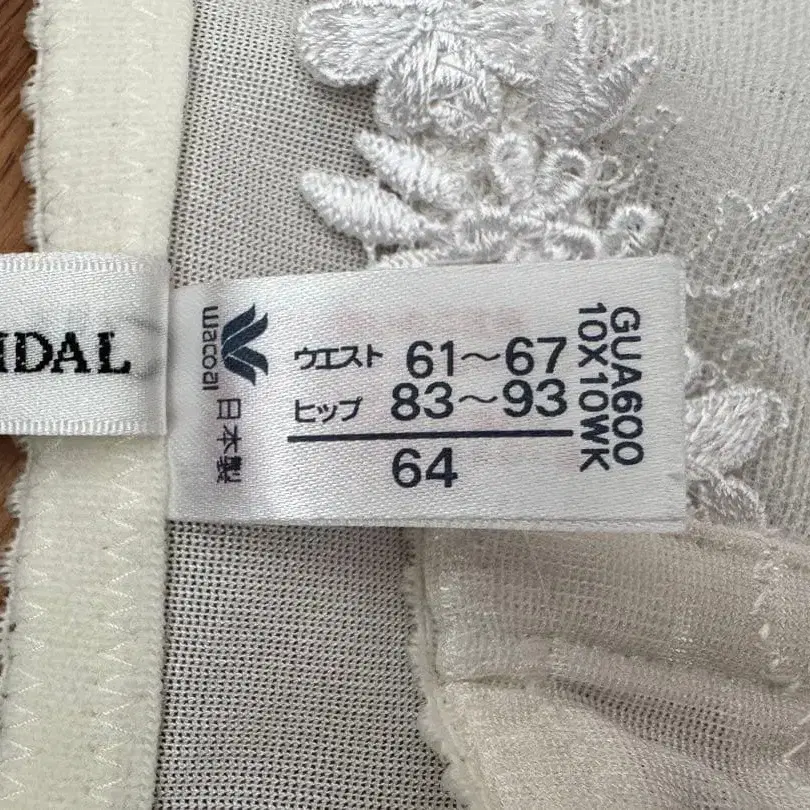 IDAL
wacoal
日本製
ウエスト 61〜67
ヒップ 83〜93
64
GUA600
10X10WK